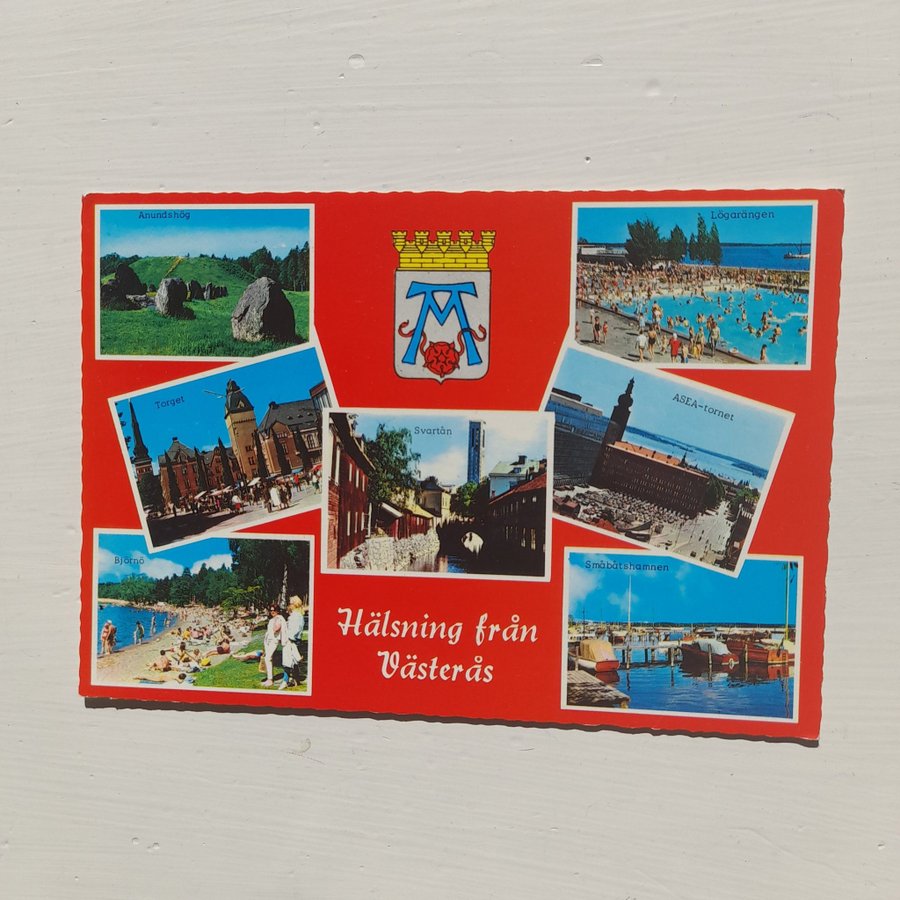 Anundshög
Lögarängen
Torget
ASEA-tornet
Svartån
Björnö
Småbåtshamnen
Hälsning från
Västerås